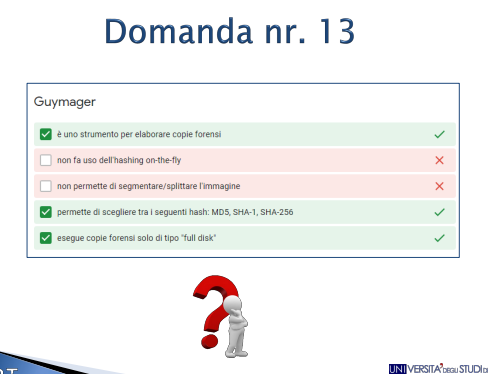 Domanda nr. 13
Guymager
è uno strumento per elaborare copie forensi
non fa uso dell'hashing on-the-fly
non permette di segmentare/splittare l'immagine
permette di scegliere tra i seguenti hash: MD5, SHA-1, SHA-256
esegue copie forensi solo di tipo "full disk"
UNIVERSITA' DEGLI STUDI